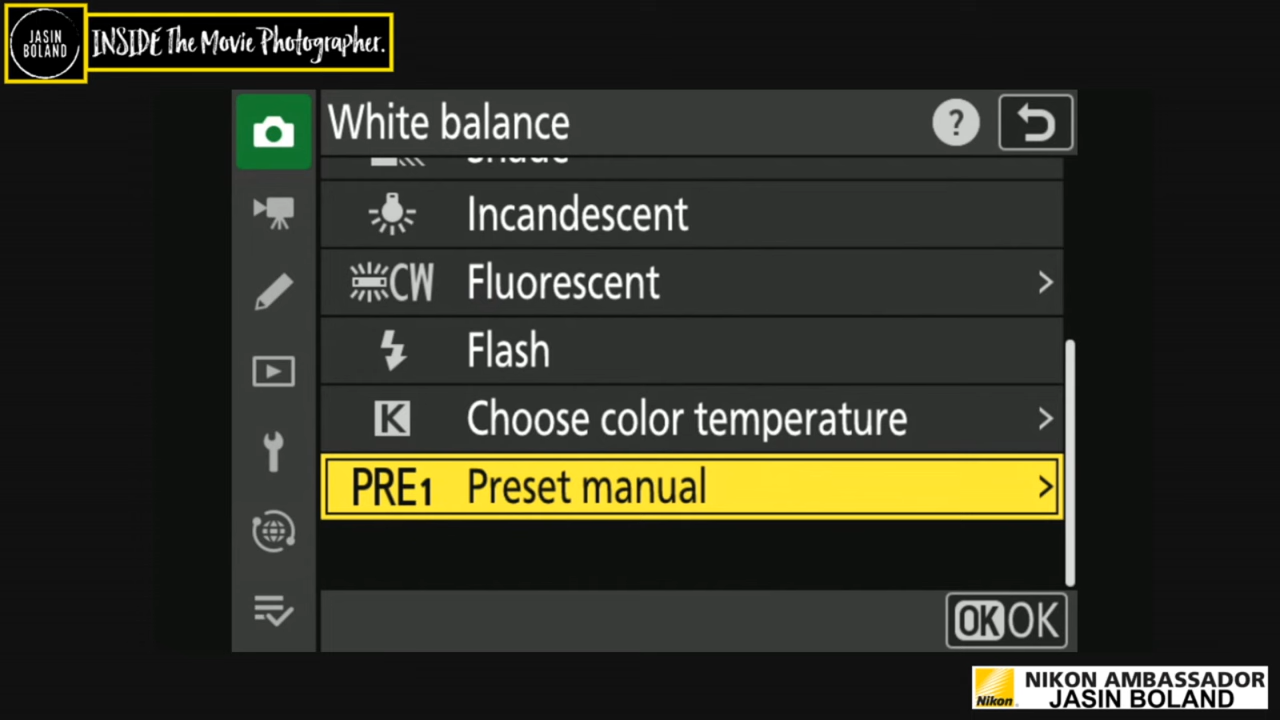 JASIN
BOLAND
INSIDE The Movie Photographer.
White balance
?
Shade
Incandescent
CW Fluorescent >
Flash
K Choose color temperature >
PRE1 Preset manual >
OK OK
Nikon
NIKON AMBASSADOR
JASIN BOLAND